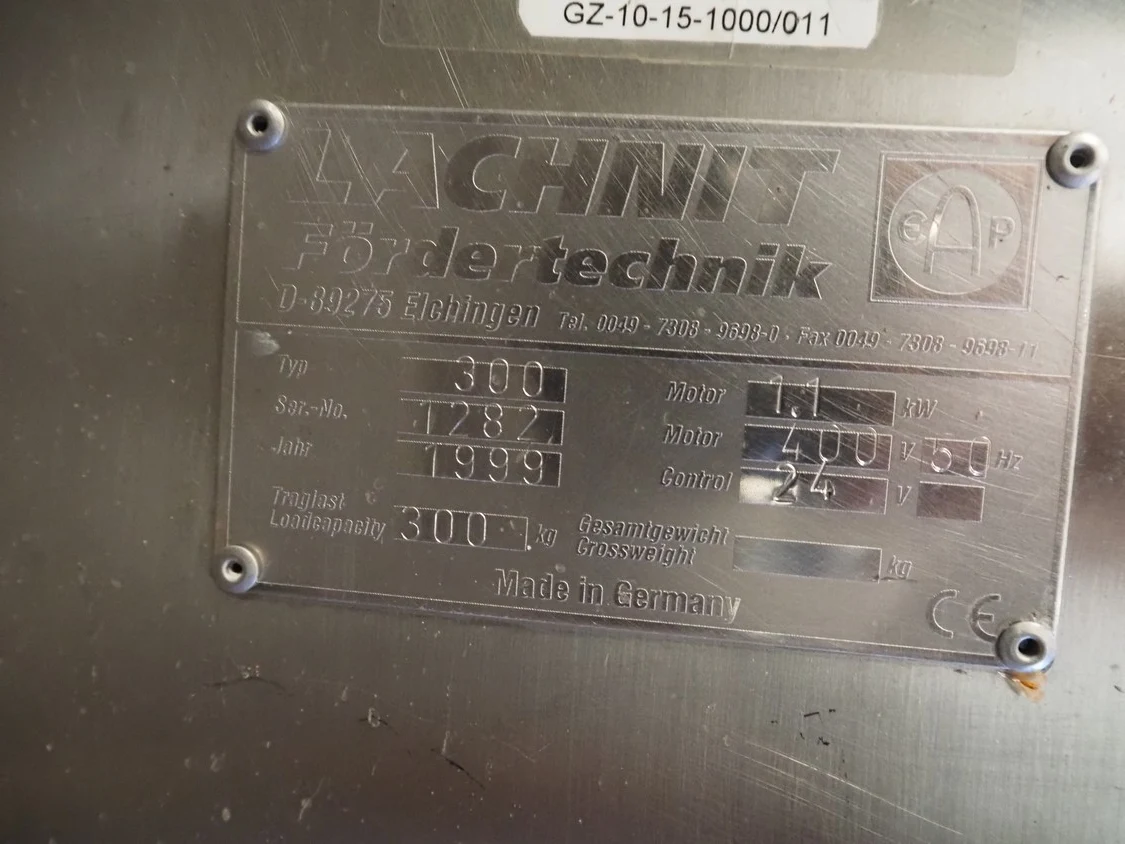 GZ-10-15-1000/011
LACHNIT
Fördertechnik
EAP
D-89275 Elchingen Tel. 0049 - 7308 - 9698-0 · Fax 0049 - 7308 - 9698-11
Typ 300 Motor 1.1 kW
Ser.-No. 1282 Motor 400 V 50 Hz
Jahr 1999 Control 24 V
Traglast
Loadcapacity 300 kg
Gesamtgewicht
Grossweight kg
Made in Germany
CE